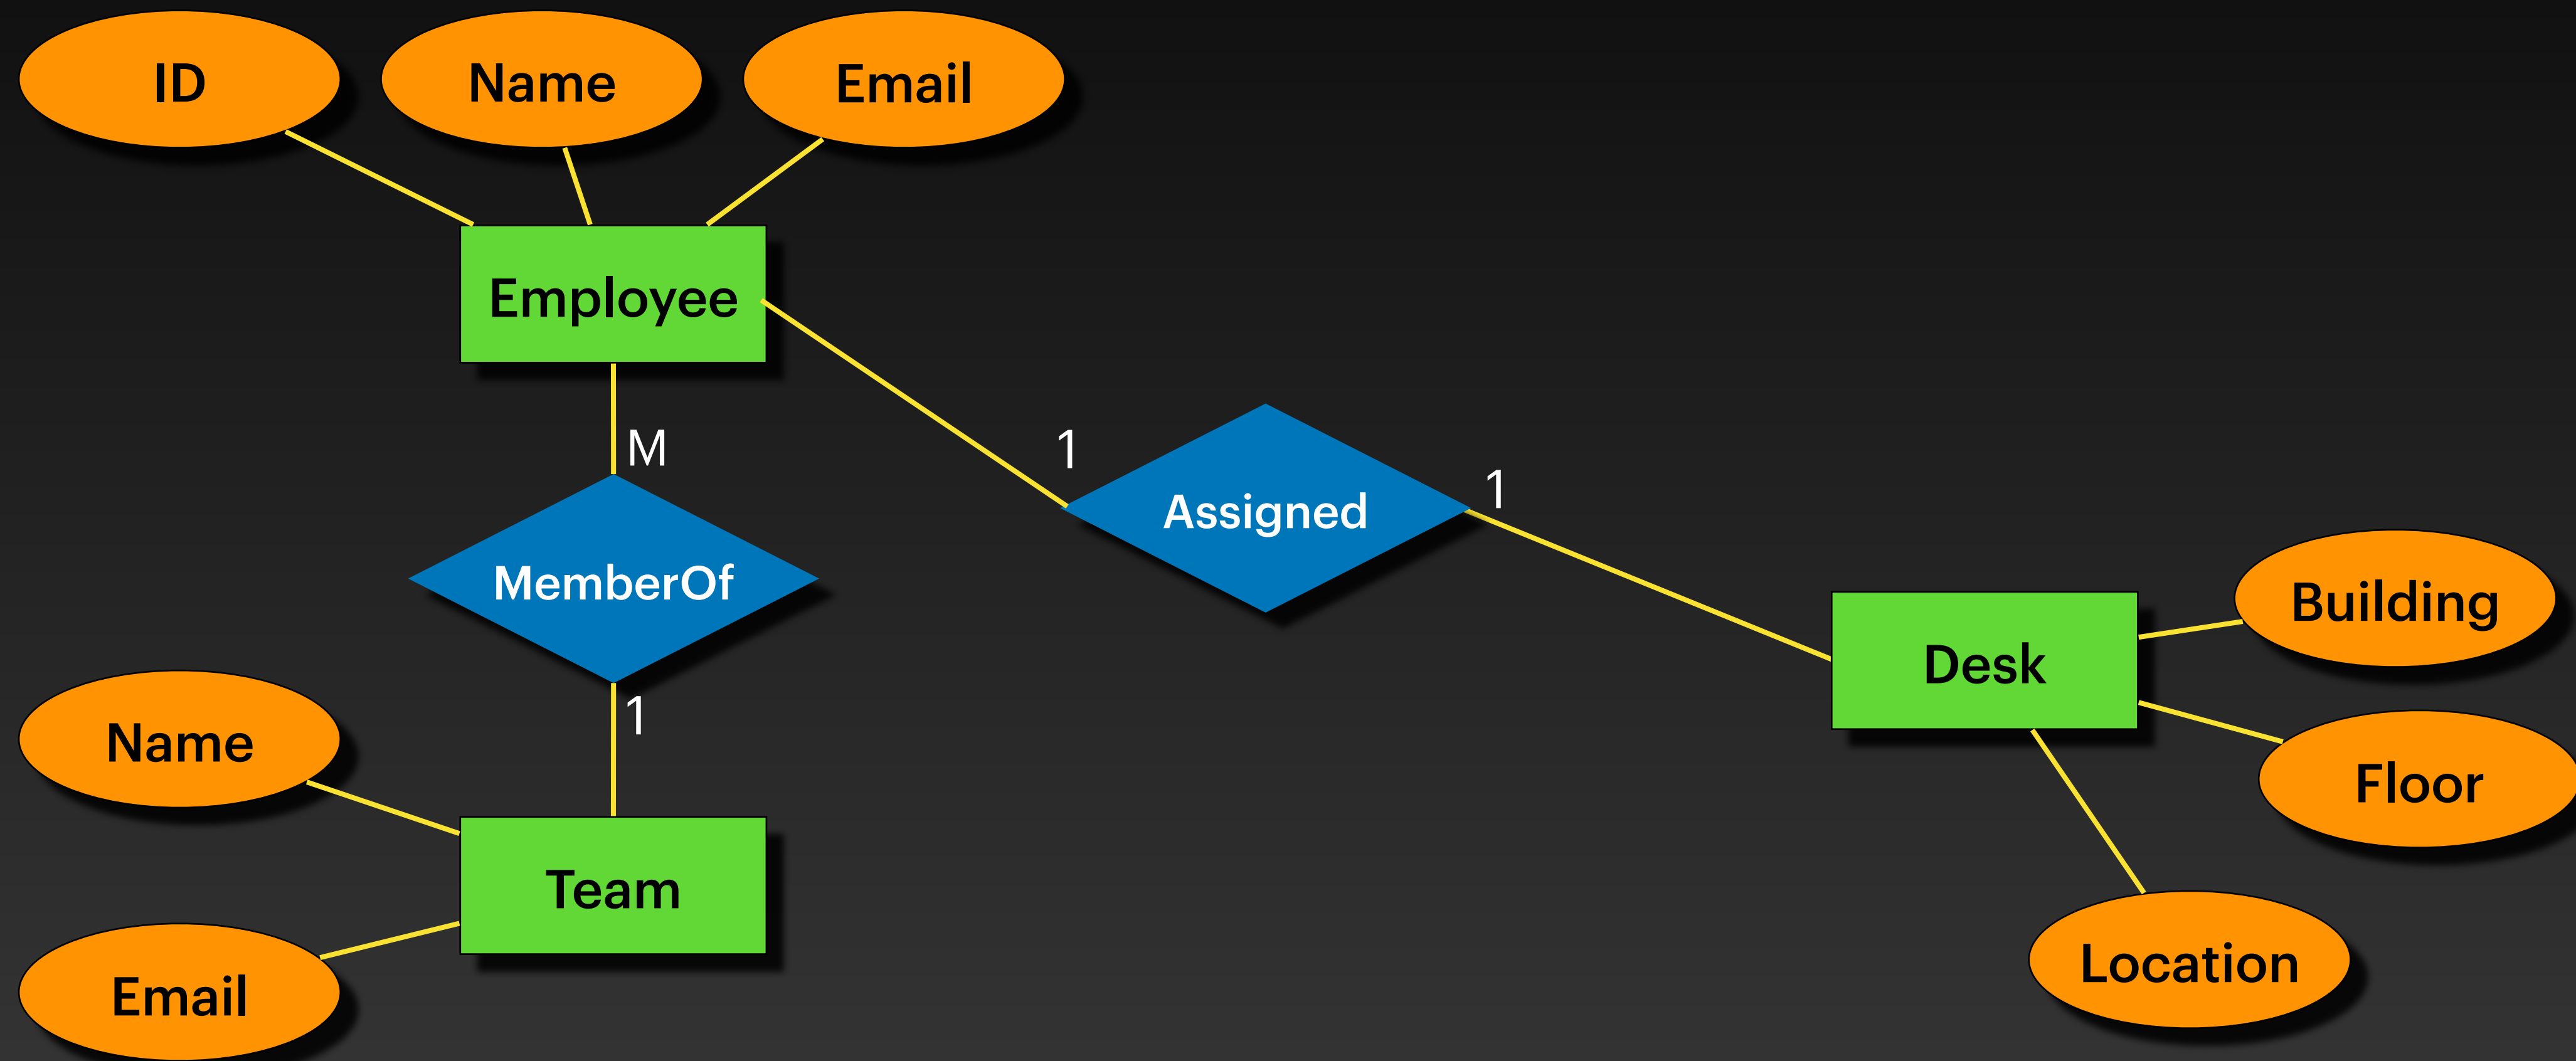 ID
Name
Email
Employee
M
1
Assigned
1
MemberOf
1
Name
Team
Email
Desk
Building
Floor
Location